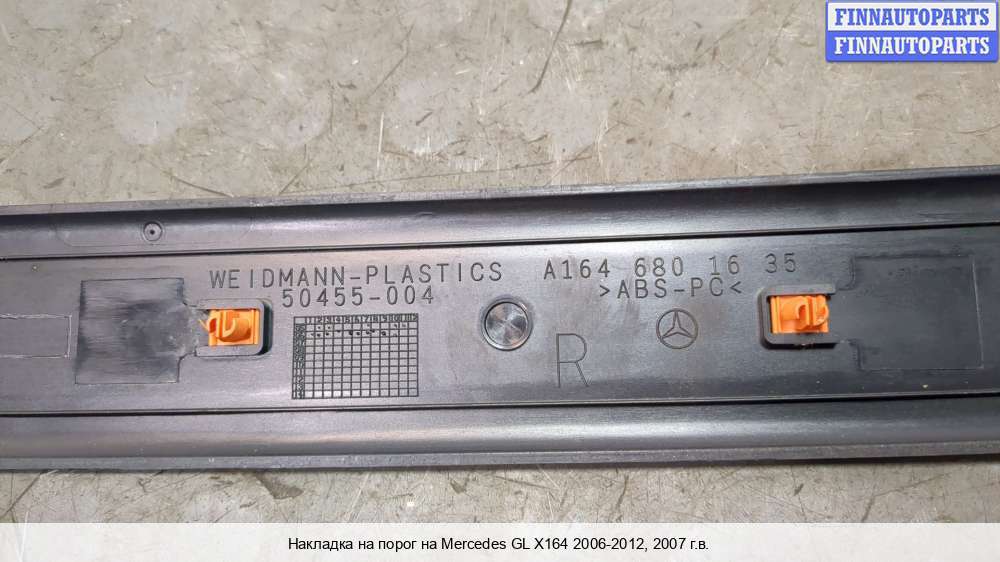 FINNAUTOPARTS
FINNAUTOPARTS
WEIDMANN-PLASTICS
50455-004
A164 680 16 35
>ABS-PC<
R
Накладка на порог на Mercedes GL X164 2006-2012, 2007 г.в.